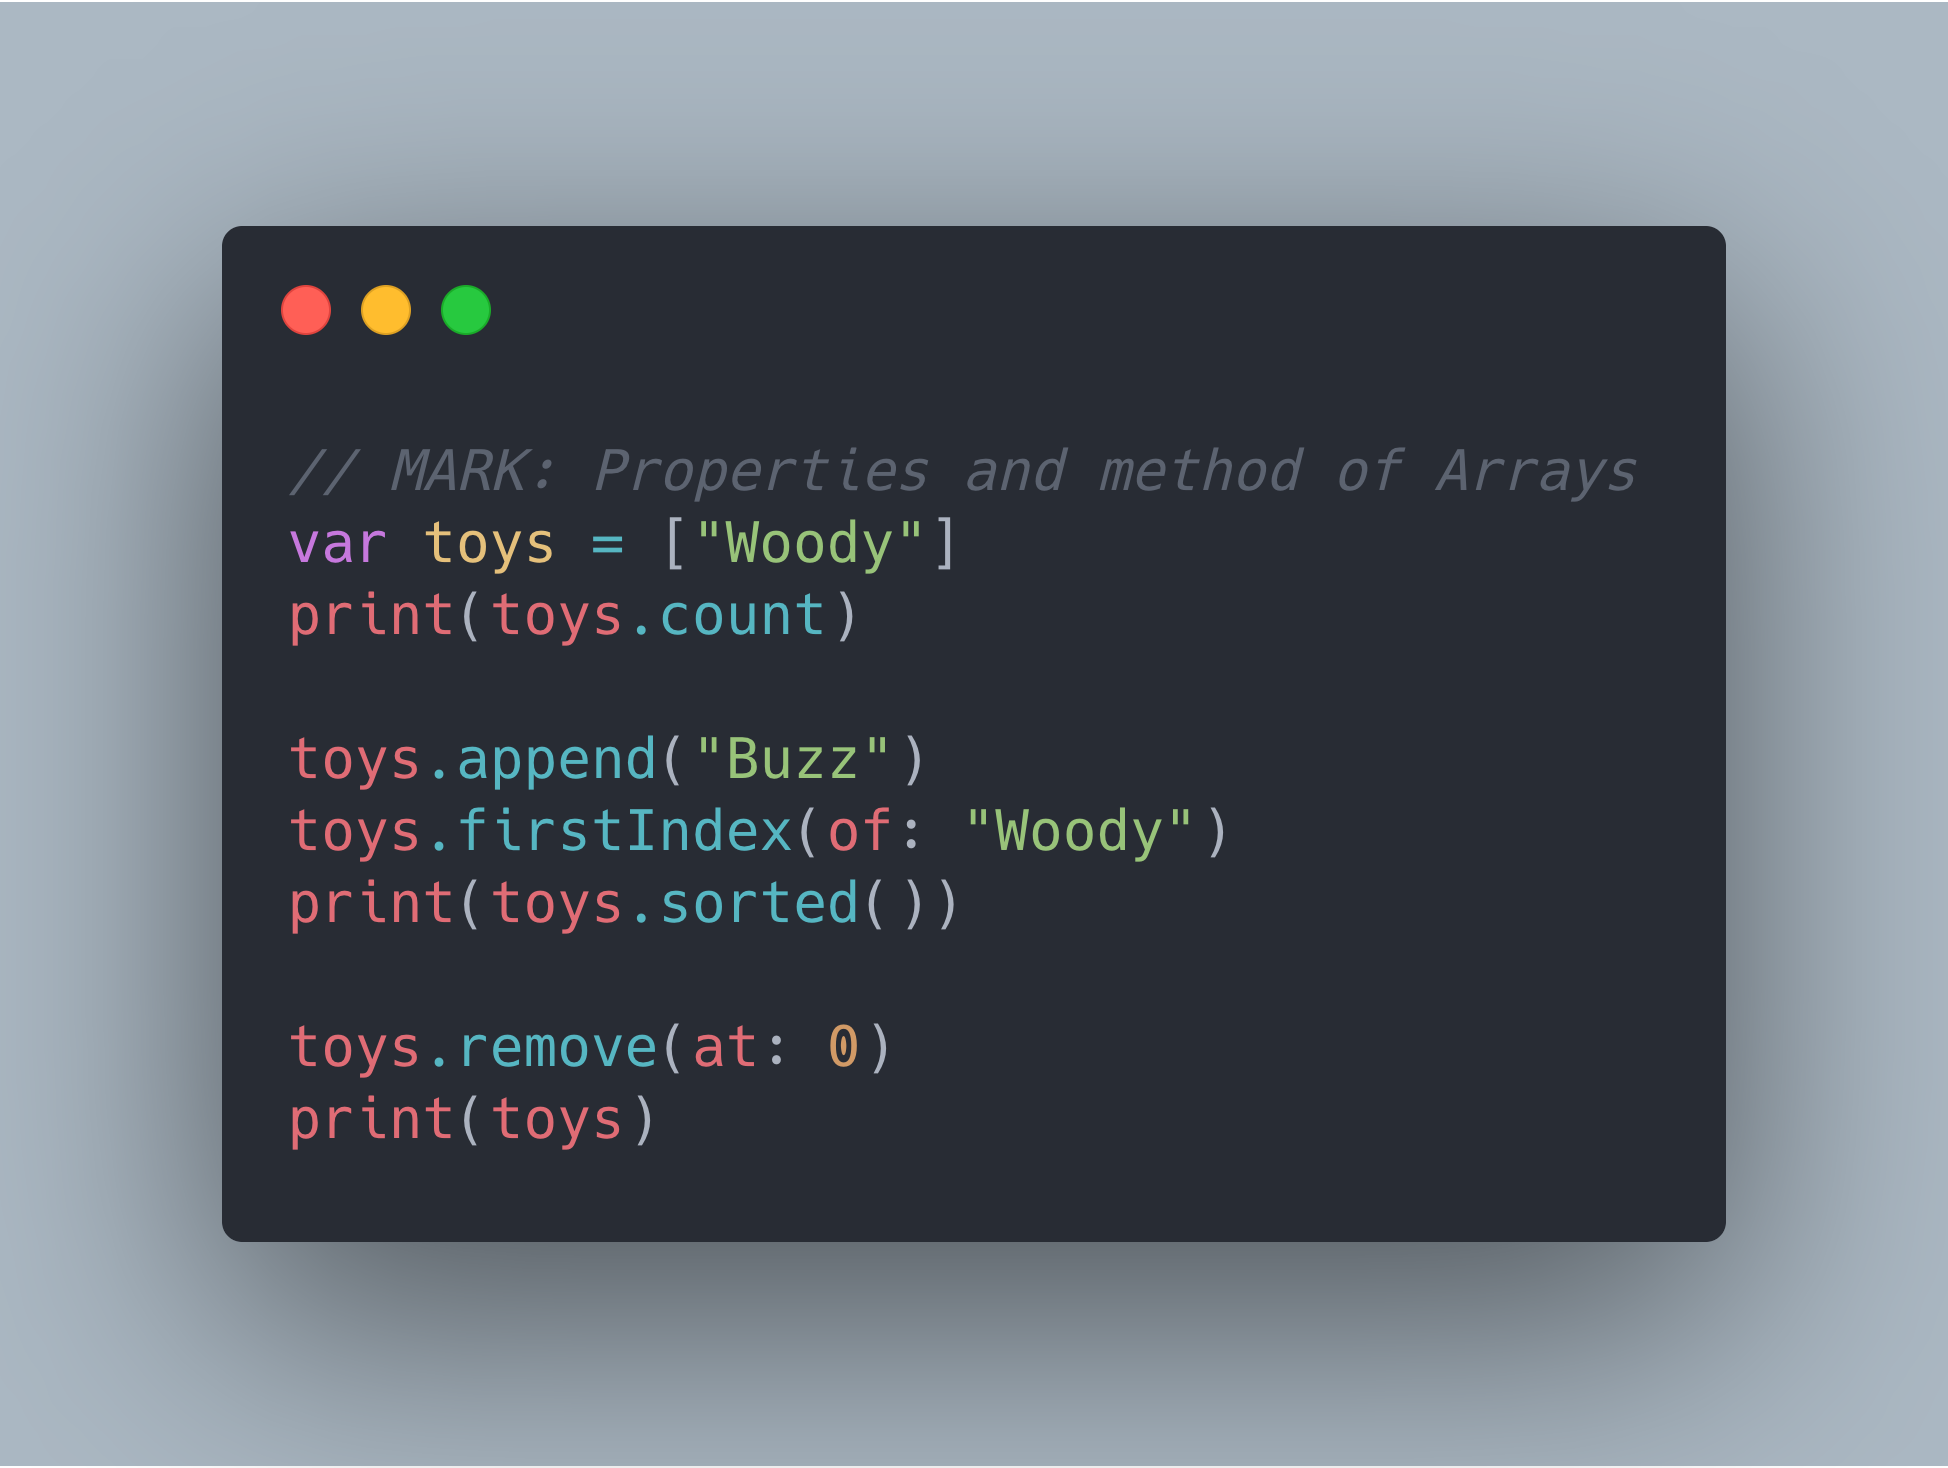 // MARK: Properties and method of Arrays
var toys = ["Woody"]
print(toys.count)
toys.append("Buzz")
toys.firstIndex(of: "Woody")
print(toys.sorted())
toys.remove(at: 0)
print(toys)